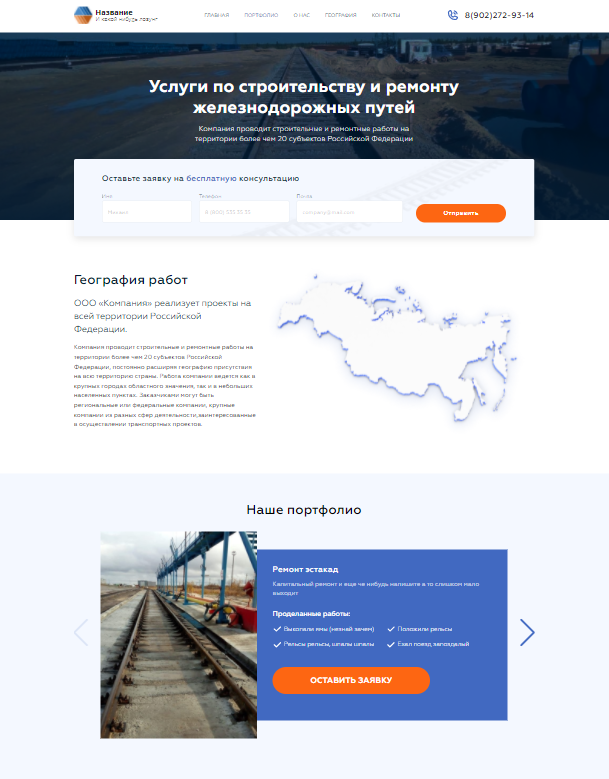 Название
И какой нибудь лозунг
ГЛАВНАЯ ПОРТФОЛИО О НАС ГЕОГРАФИЯ КОНТАКТЫ
8(902)272-93-14
Услуги по строительству и ремонту
железнодорожных путей
Компания проводит строительные и ремонтные работы на
территории более чем 20 субъектов Российской Федерации
Оставьте заявку на бесплатную консультацию
Имя Телефон Почта
Михаил 8 (800) 333 35 35 company@mail.com Отправить
География работ
ООО «Компания» реализует проекты на
всей территории Российской
Федерации.
Компания проводит строительные и ремонтные работы на
территории более чем 20 субъектов Российской
Федерации, постоянно расширяя географию присутствия
на всю территорию страны. Работа компании ведется как в
крупных городах областного значения, так и в небольших
населенных пунктах. Заказчиками могут быть
региональные или федеральные компании, крупные
компании из разных сфер деятельности,заинтересованные
в осуществлении транспортных проектов.
Наше портфолио
Ремонт эстакад
Капитальный ремонт и еще че нибудь напишите а то слишком мало
выходит
Проделанные работы:
Выкопали ямы (незнай зачем) Положили рельсы
Рельсы рельсы, шпалы шпалы Ехал поезд запоздалый
ОСТАВИТЬ ЗАЯВКУ